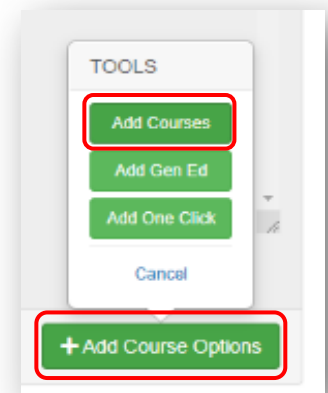 TOOLS
Add Courses
Add Gen Ed
Add One Click
Cancel
+ Add Course Options